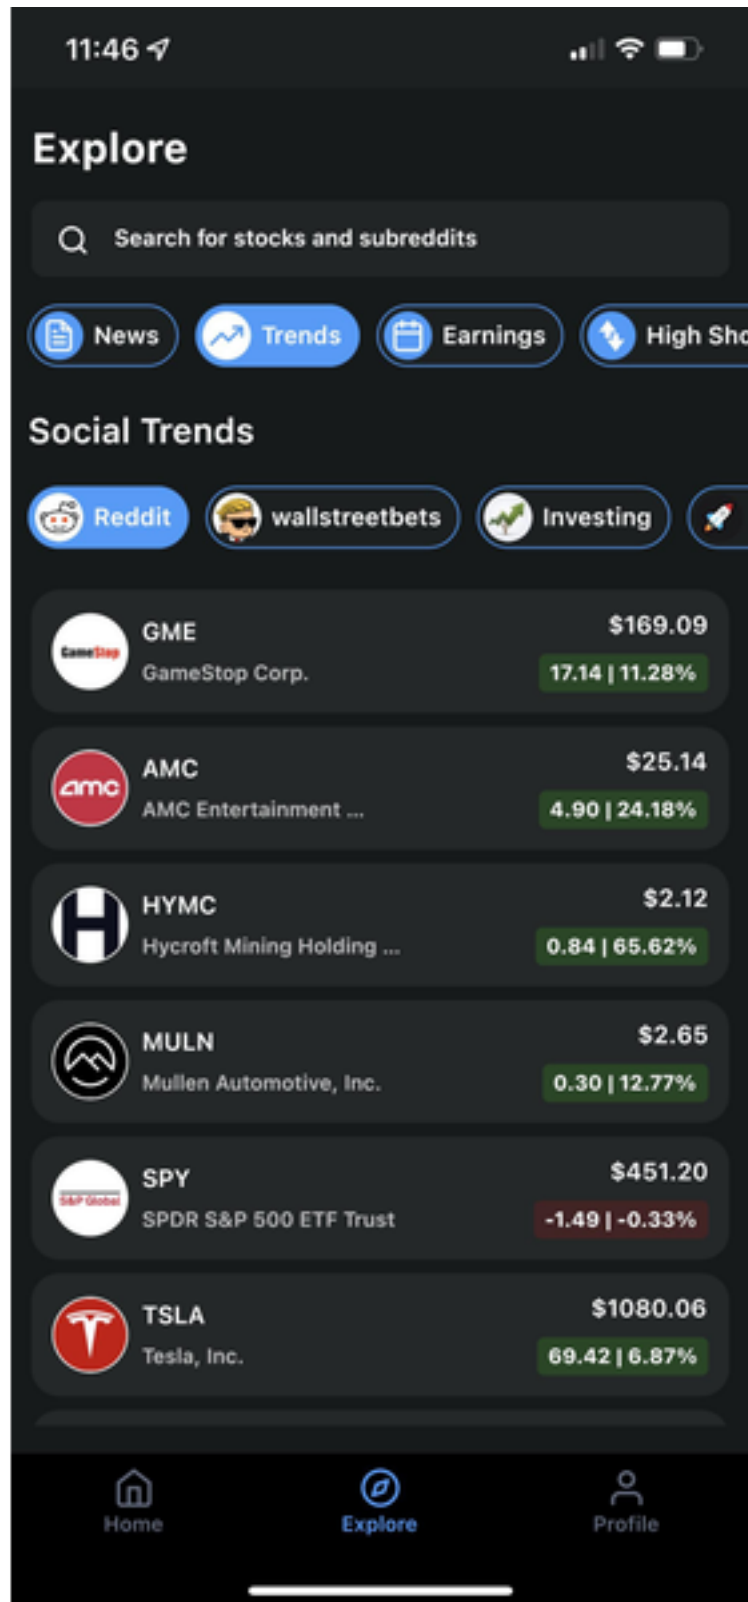 11:46
Explore
Search for stocks and subreddits
News Trends Earnings High Sho
Social Trends
Reddit wallstreetbets Investing
GameStop
GME
GameStop Corp.
$169.09
17.14 | 11.28%
amc
AMC
AMC Entertainment ...
$25.14
4.90 | 24.18%
HYMC
Hycroft Mining Holding ...
$2.12
0.84 | 65.62%
MULN
Mullen Automotive, Inc.
$2.65
0.30 | 12.77%
S&P Global
SPY
SPDR S&P 500 ETF Trust
$451.20
-1.49 | -0.33%
TSLA
Tesla, Inc.
$1080.06
69.42 | 6.87%
Home Explore Profile